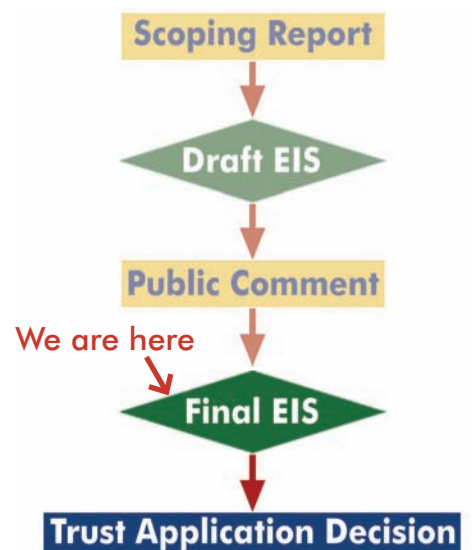 Scoping Report
Draft EIS
Public Comment
We are here
Final EIS
Trust Application Decision